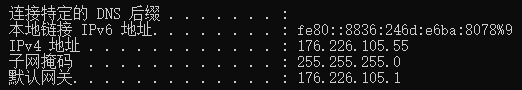 连接特定的 DNS 后缀 . . . . . . . :
本地链接 IPv6 地址. . . . . . . . : fe80::8836:246d:e6ba:8078%9
IPv4 地址 . . . . . . . . . . . . : 176.226.105.55
子网掩码  . . . . . . . . . . . . : 255.255.255.0
默认网关. . . . . . . . . . . . . : 176.226.105.1